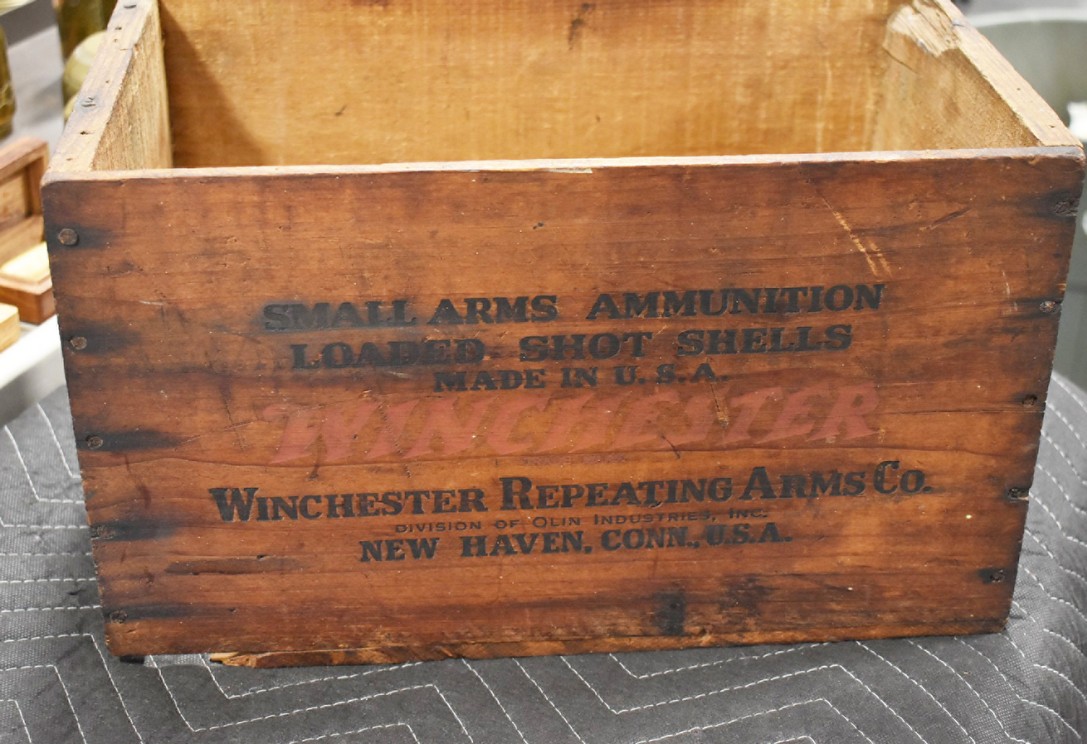 SMALL ARMS AMMUNITION
LOADED SHOT SHELLS
MADE IN U.S.A.
WINCHESTER
WINCHESTER REPEATING ARMS CO.
DIVISION OF OLIN INDUSTRIES, INC.
NEW HAVEN, CONN., U.S.A.